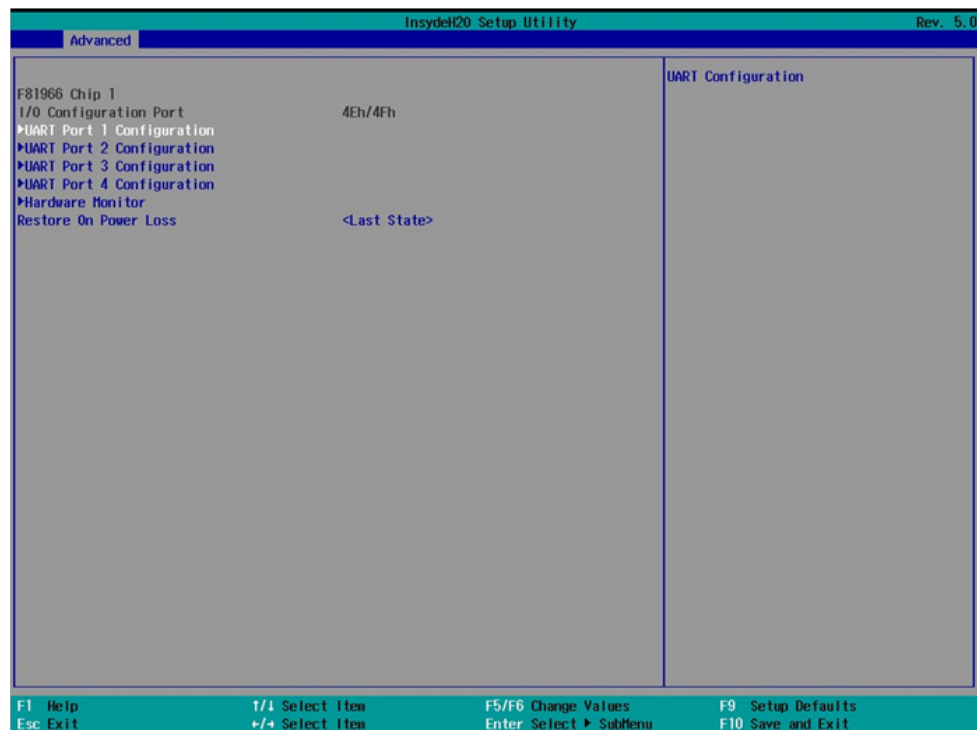 InsydeH20 Setup Utility Rev. 5.0
Advanced
UART Configuration
F81966 Chip 1
I/O Configuration Port 4Eh/4Fh
▶UART Port 1 Configuration
▶UART Port 2 Configuration
▶UART Port 3 Configuration
▶UART Port 4 Configuration
▶Hardware Monitor
Restore On Power Loss <Last State>
F1 Help ↑/↓ Select Item F5/F6 Change Values F9 Setup Defaults
Esc Exit ←/→ Select Item Enter Select ▶ SubMenu F10 Save and Exit